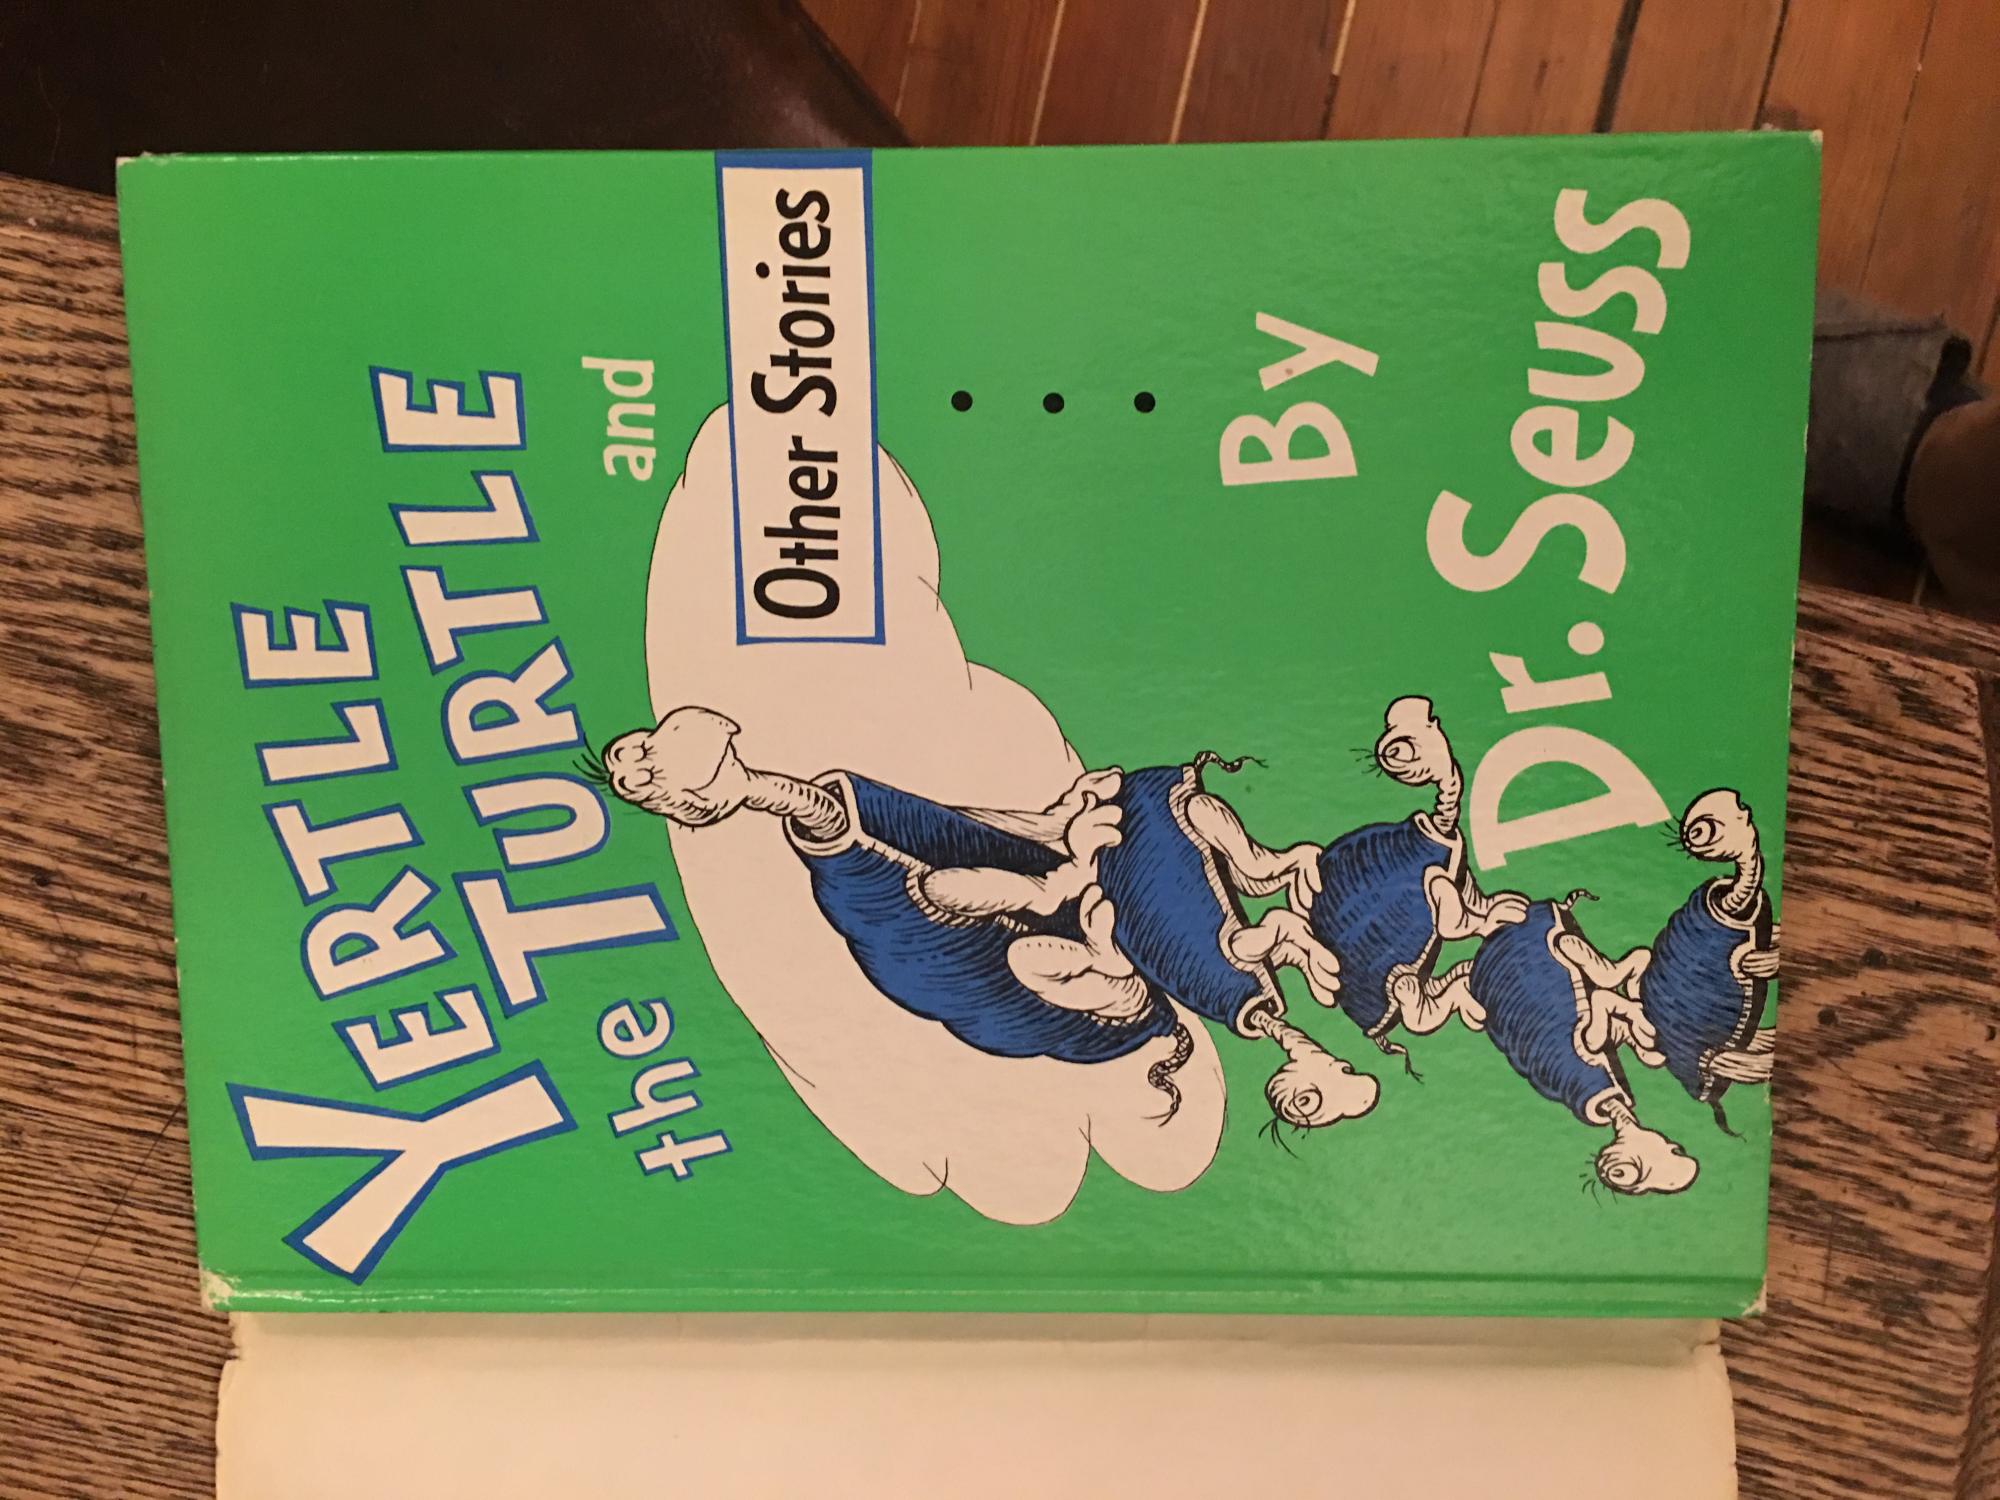 YERTLE
the TURTLE
and
Other Stories
. . .
By
Dr. Seuss